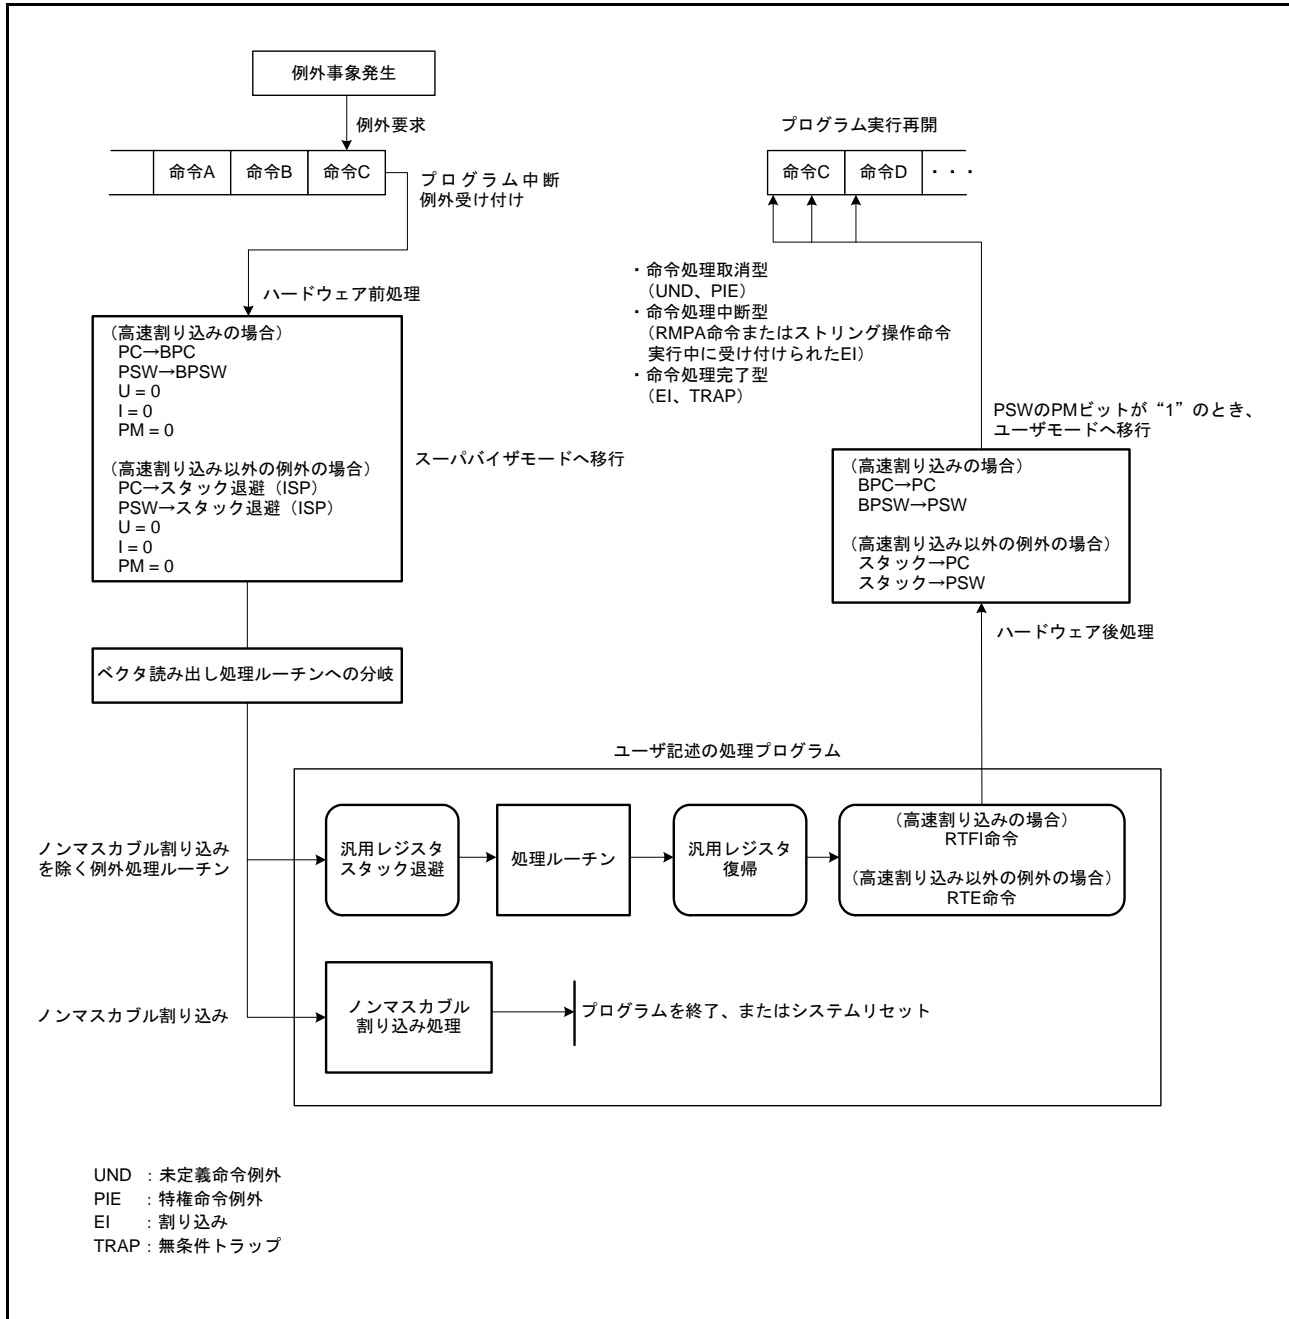 例外事象発生
例外要求
命令A 命令B 命令C
プログラム中断
例外受け付け
プログラム実行再開
命令C 命令D ・・・
ハードウェア前処理
（高速割り込みの場合）
PC→BPC
PSW→BPSW
U = 0
I = 0
PM = 0
（高速割り込み以外の例外の場合）
PC→スタック退避（ISP）
PSW→スタック退避（ISP）
U = 0
I = 0
PM = 0
スーパバイザモードへ移行
・命令処理取消型
（UND、PIE）
・命令処理中断型
（RMPA命令またはストリング操作命令
実行中に受け付けられたEI）
・命令処理完了型
（EI、TRAP）
PSWのPMビットが“1”のとき、
ユーザモードへ移行
（高速割り込みの場合）
BPC→PC
BPSW→PSW
（高速割り込み以外の例外の場合）
スタック→PC
スタック→PSW
ハードウェア後処理
ベクタ読み出し処理ルーチンへの分岐
ユーザ記述の処理プログラム
ノンマスカブル割り込み
を除く例外処理ルーチン
汎用レジスタ
スタック退避
処理ルーチン
汎用レジスタ
復帰
（高速割り込みの場合）
RTFI命令
（高速割り込み以外の例外の場合）
RTE命令
ノンマスカブル割り込み
ノンマスカブル
割り込み処理
プログラムを終了、またはシステムリセット
UND ：未定義命令例外
PIE ：特権命令例外
EI ：割り込み
TRAP：無条件トラップ